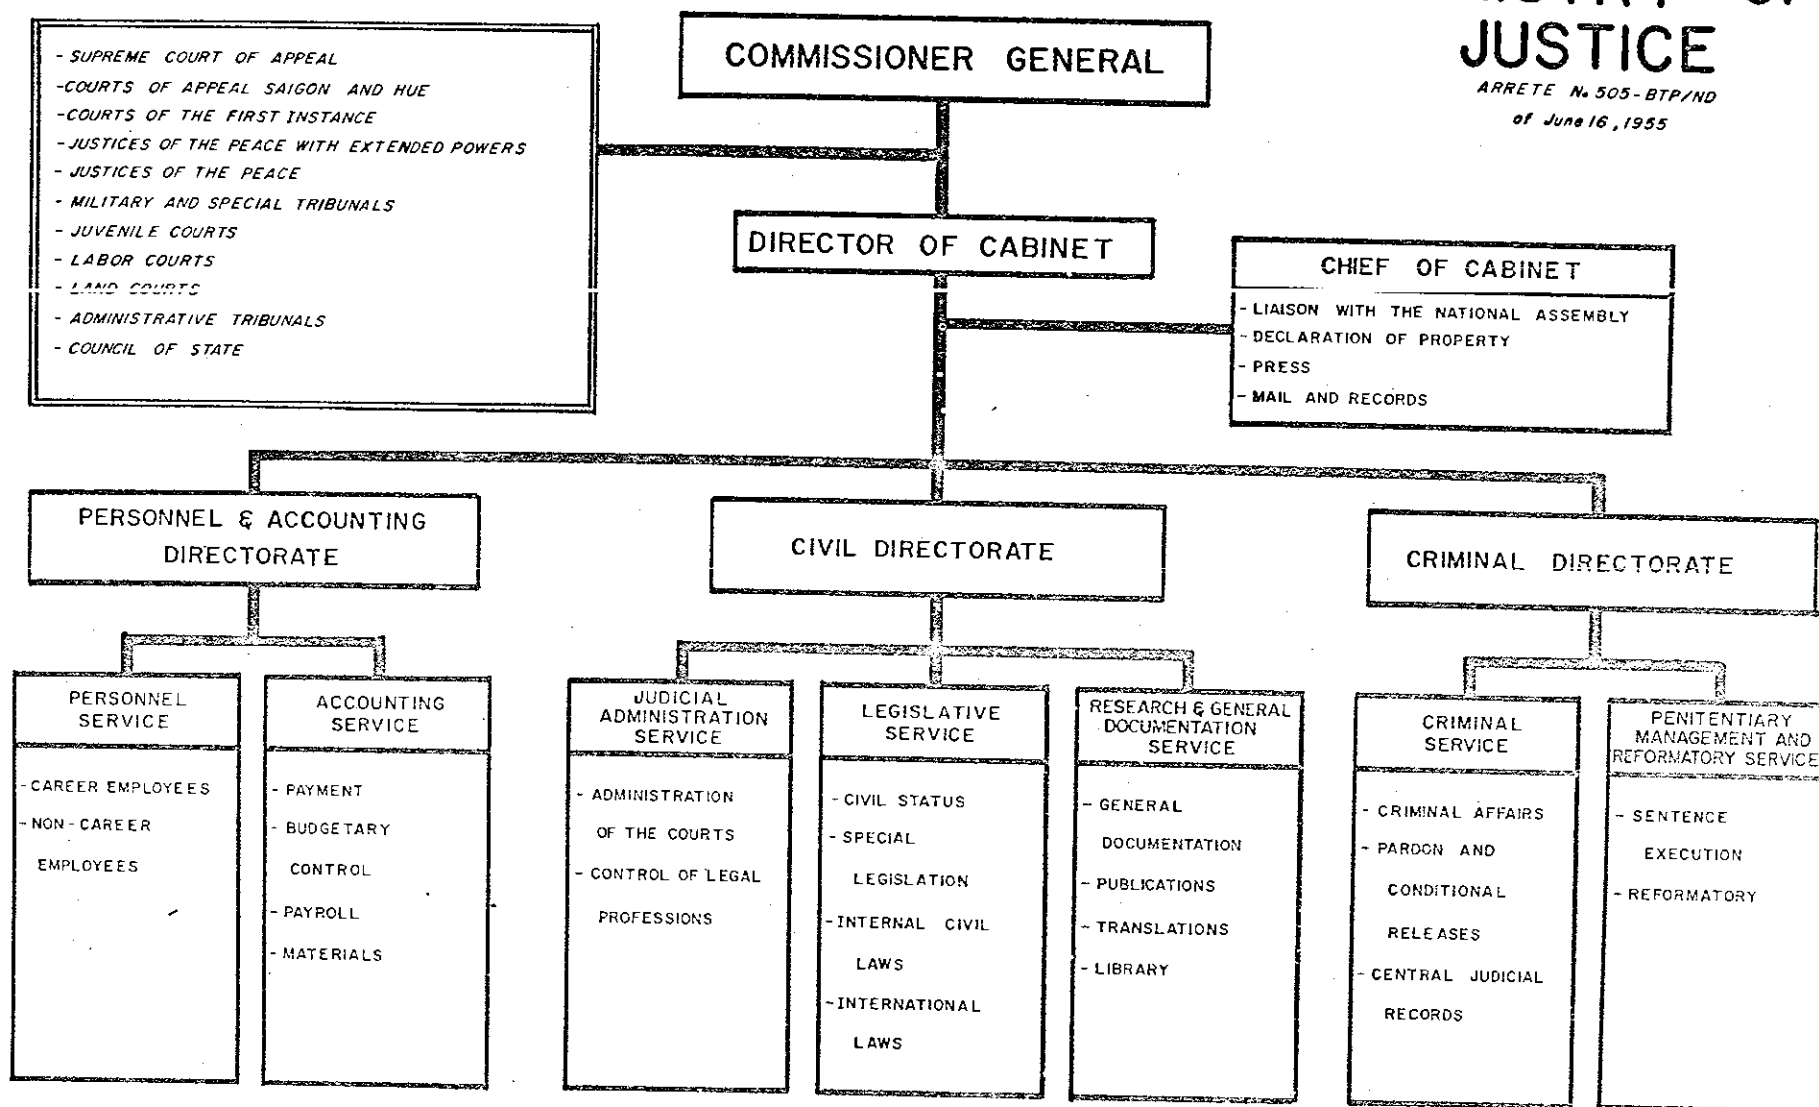 JUSTICE
ARRETE No 505-BTP/ND
of June 16, 1955
- SUPREME COURT OF APPEAL
-COURTS OF APPEAL SAIGON AND HUE
-COURTS OF THE FIRST INSTANCE
-JUSTICES OF THE PEACE WITH EXTENDED POWERS
- JUSTICES OF THE PEACE
- MILITARY AND SPECIAL TRIBUNALS
- JUVENILE COURTS
- LABOR COURTS
- LAND COURTS
- ADMINISTRATIVE TRIBUNALS
- COUNCIL OF STATE
COMMISSIONER GENERAL
DIRECTOR OF CABINET
CHIEF OF CABINET
- LIAISON WITH THE NATIONAL ASSEMBLY
- DECLARATION OF PROPERTY
- PRESS
- MAIL AND RECORDS
PERSONNEL & ACCOUNTING
DIRECTORATE
CIVIL DIRECTORATE
CRIMINAL DIRECTORATE
PERSONNEL
SERVICE
- CAREER EMPLOYEES
- NON-CAREER
EMPLOYEES
ACCOUNTING
SERVICE
- PAYMENT
- BUDGETARY
CONTROL
- PAYROLL
- MATERIALS
JUDICIAL
ADMINISTRATION
SERVICE
- ADMINISTRATION
OF THE COURTS
- CONTROL OF LEGAL
PROFESSIONS
LEGISLATIVE
SERVICE
- CIVIL STATUS
- SPECIAL
LEGISLATION
- INTERNAL CIVIL
LAWS
- INTERNATIONAL
LAWS
RESEARCH & GENERAL
DOCUMENTATION
SERVICE
- GENERAL
DOCUMENTATION
- PUBLICATIONS
- TRANSLATIONS
- LIBRARY
CRIMINAL
SERVICE
- CRIMINAL AFFAIRS
- PARDON AND
CONDITIONAL
RELEASES
- CENTRAL JUDICIAL
RECORDS
PENITENTIARY
MANAGEMENT AND
REFORMATORY SERVICE
- SENTENCE
EXECUTION
- REFORMATORY